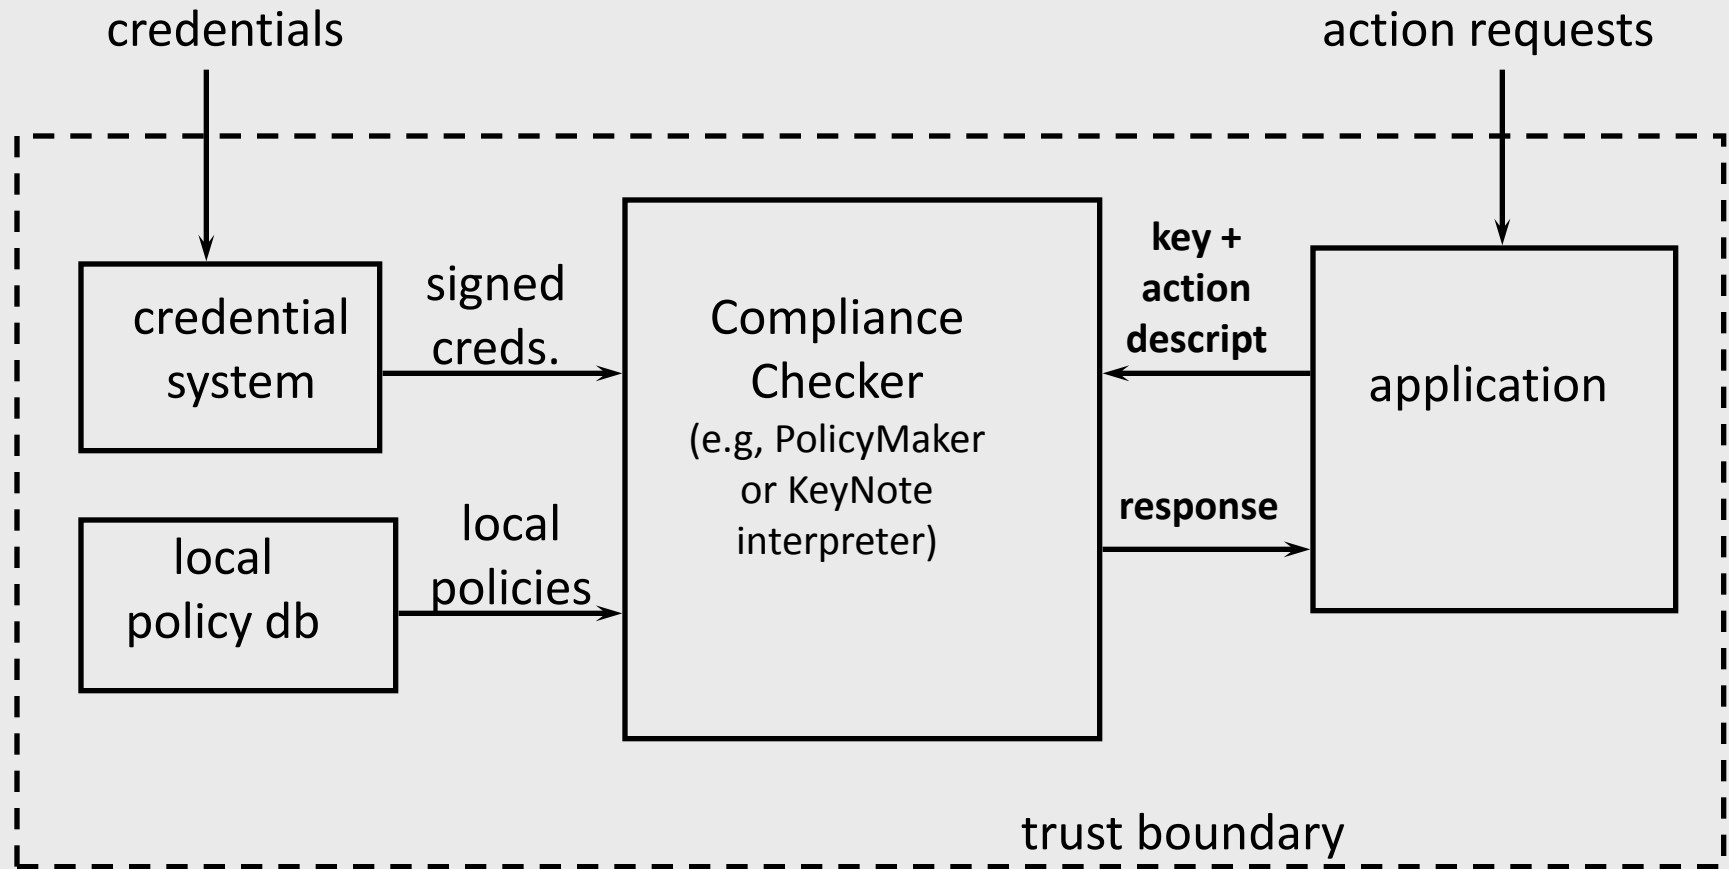 credentials
action requests
credential
system
signed
creds.
local
policy db
local
policies
Compliance
Checker
(e.g, PolicyMaker
or KeyNote
interpreter)
key +
action
descript
response
application
trust boundary